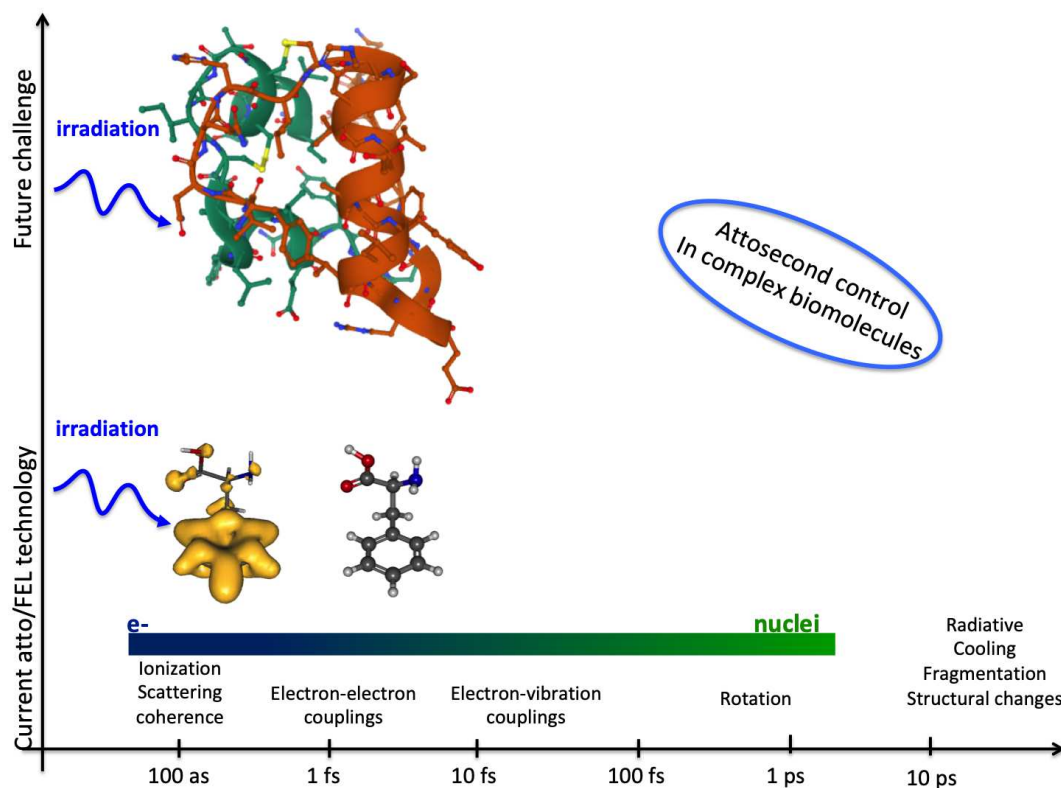 Future challenge
irradiation
Attosecond control
In complex biomolecules
Current atto/FEL technology
irradiation
e-
nuclei
Ionization
Scattering
coherence
Electron-electron
couplings
Electron-vibration
couplings
Rotation
Radiative
Cooling
Fragmentation
Structural changes
100 as
1 fs
10 fs
100 fs
1 ps
10 ps